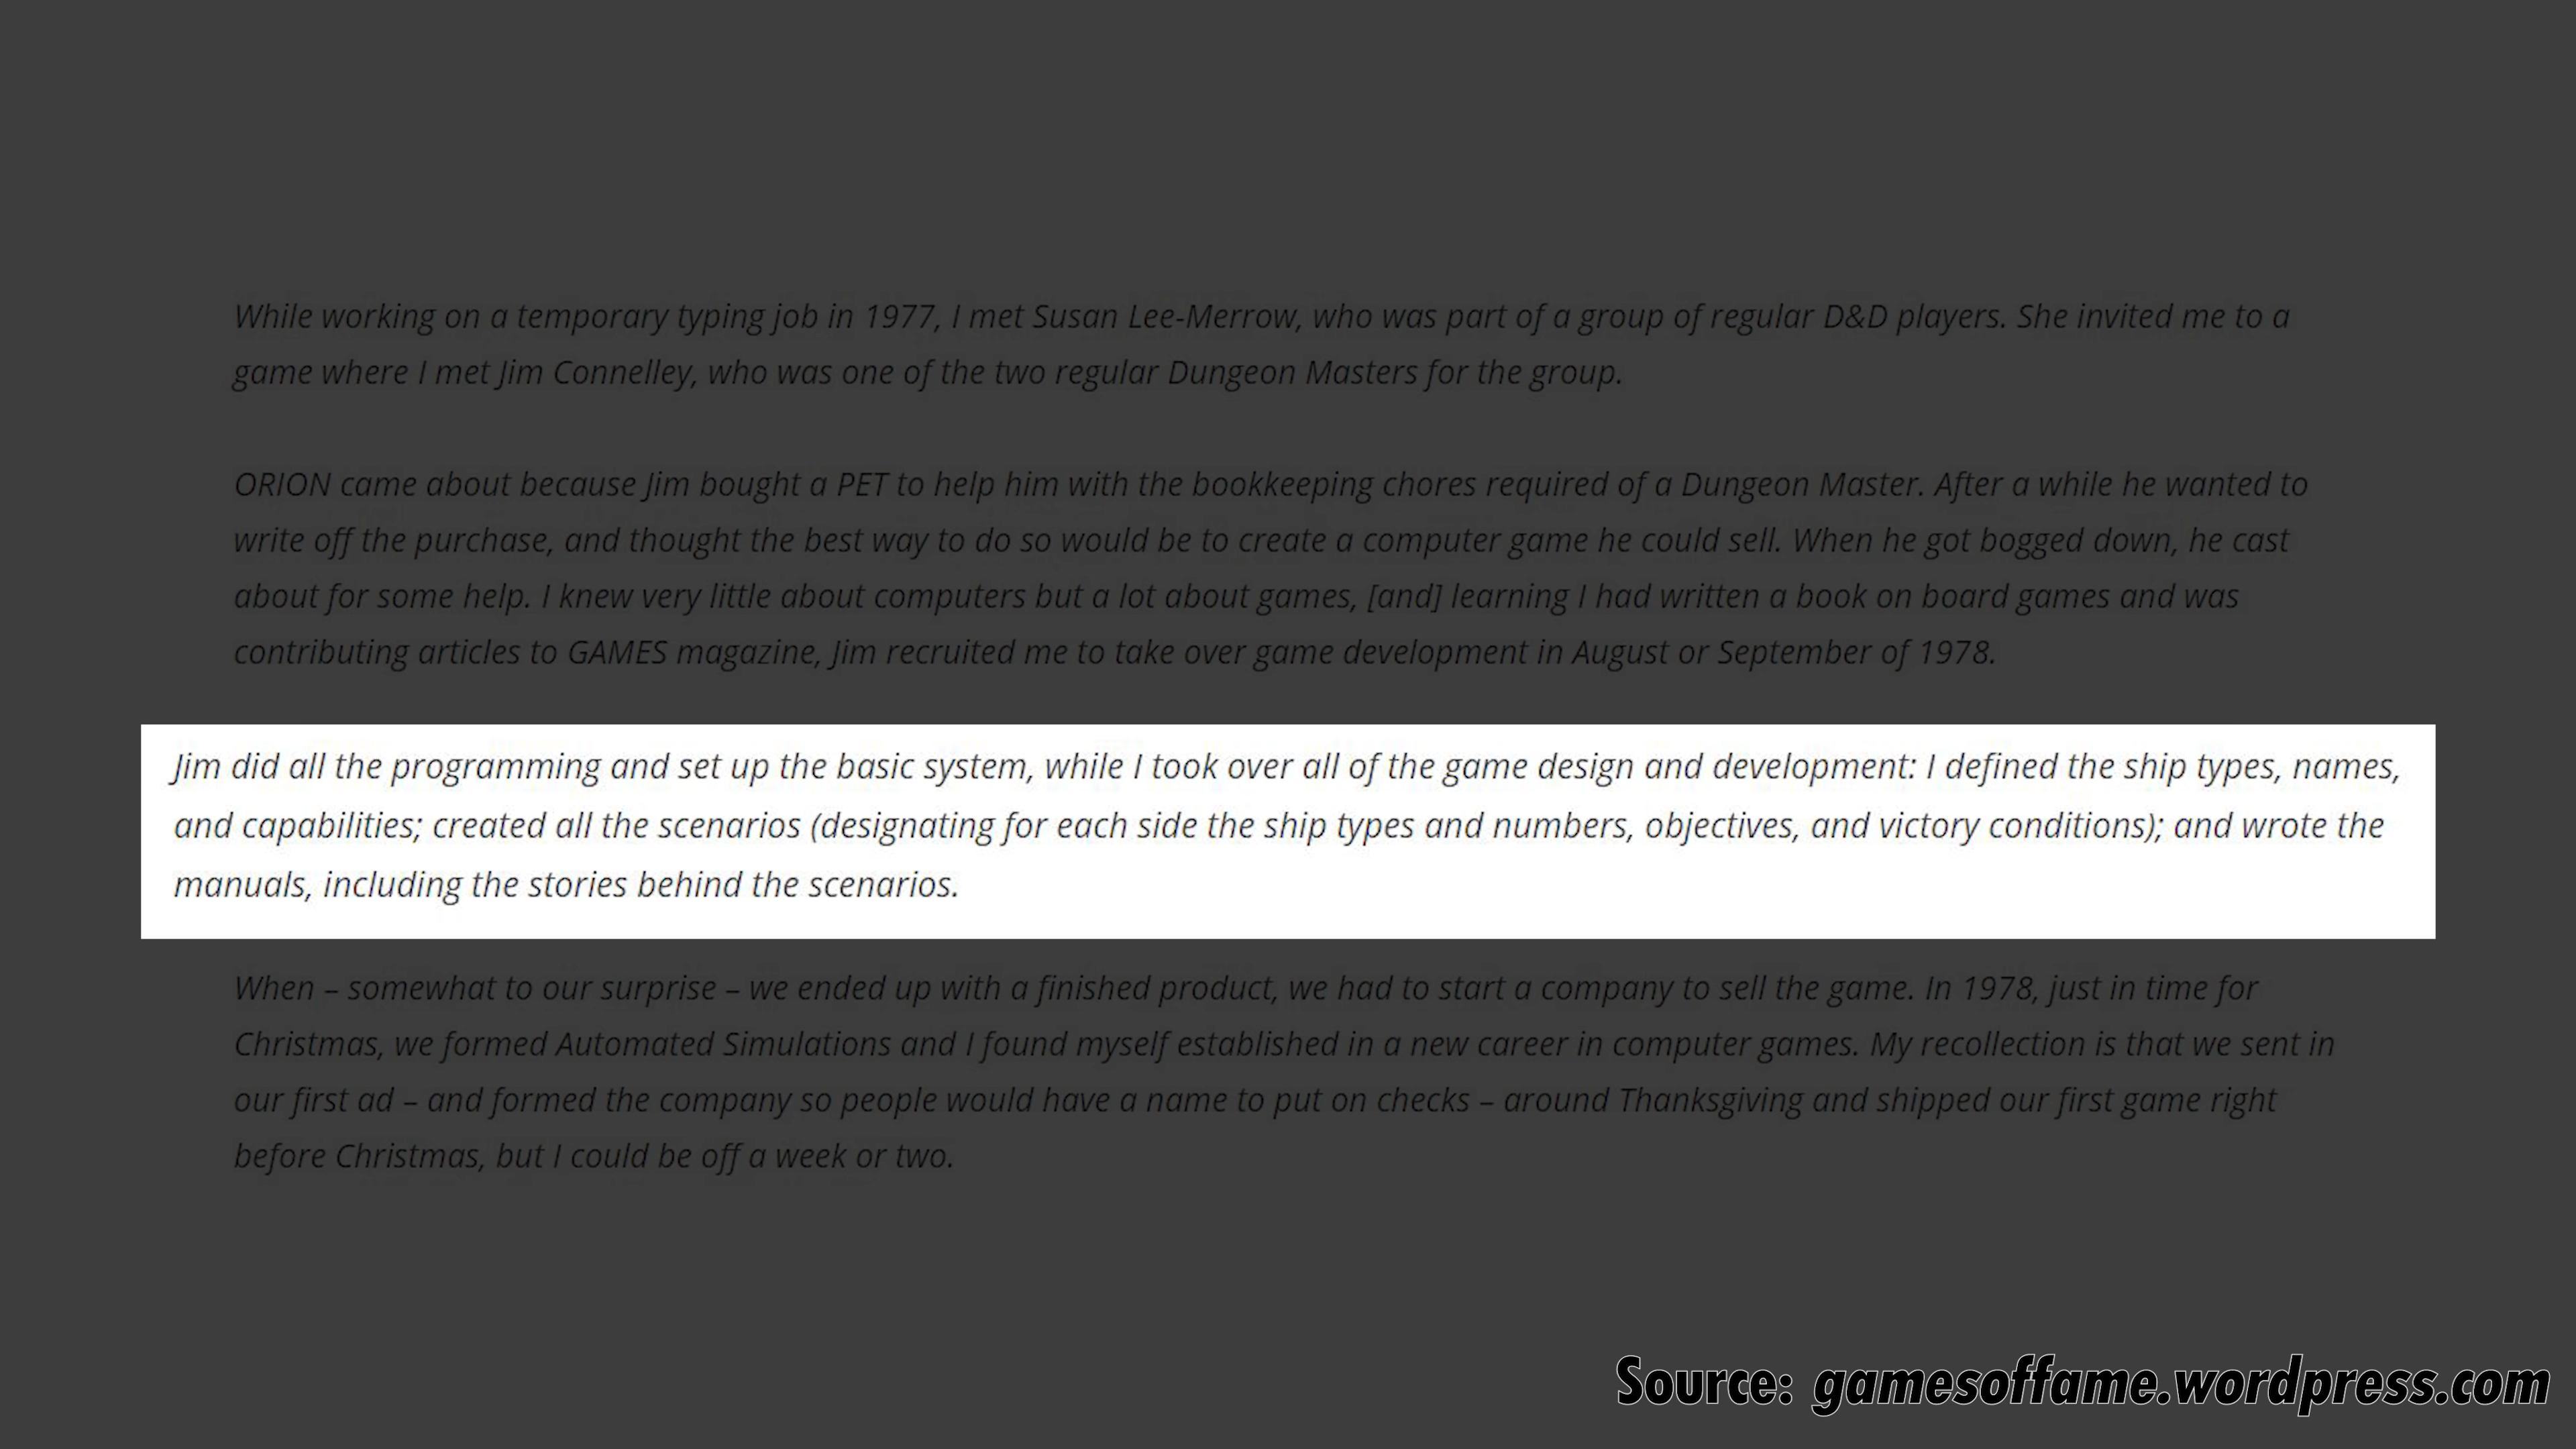 While working on a temporary typing job in 1977, I met Susan Lee-Merrow, who was part of a group of regular D&D players. She invited me to a
game where I met Jim Connelley, who was one of the two regular Dungeon Masters for the group.
ORION came about because Jim bought a PET to help him with the bookkeeping chores required of a Dungeon Master. After a while he wanted to
write off the purchase, and thought the best way to do so would be to create a computer game he could sell. When he got bogged down, he cast
about for some help. I knew very little about computers but a lot about games, [and] learning I had written a book on board games and was
contributing articles to GAMES magazine, Jim recruited me to take over game development in August or September of 1978.
Jim did all the programming and set up the basic system, while I took over all of the game design and development: I defined the ship types, names,
and capabilities; created all the scenarios (designating for each side the ship types and numbers, objectives, and victory conditions); and wrote the
manuals, including the stories behind the scenarios.
When – somewhat to our surprise – we ended up with a finished product, we had to start a company to sell the game. In 1978, just in time for
Christmas, we formed Automated Simulations and I found myself established in a new career in computer games. My recollection is that we sent in
our first ad – and formed the company so people would have a name to put on checks – around Thanksgiving and shipped our first game right
before Christmas, but I could be off a week or two.
Source: gamesoffame.wordpress.com